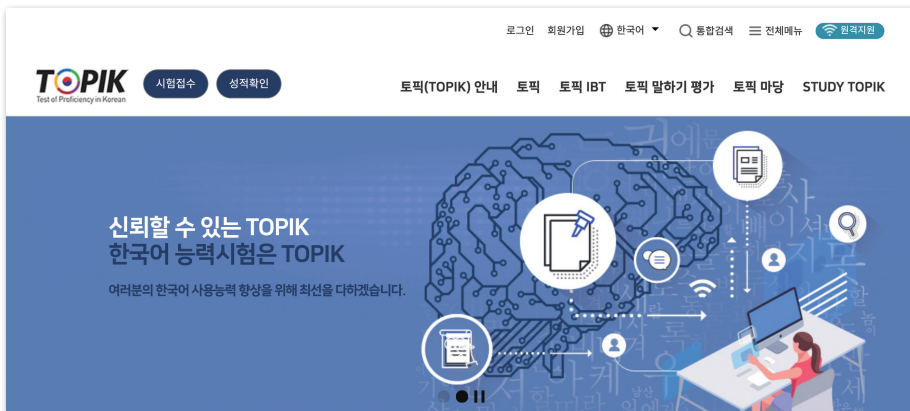 로그인 회원가입 한국어 통합검색 전체메뉴 원격지원
TOPIK
Test of Proficiency in Korean
시험접수 성적확인
토픽(TOPIK) 안내 토픽 토픽 IBT 토픽 말하기 평가 토픽 마당 STUDY TOPIK
신뢰할 수 있는 TOPIK
한국어 능력시험은 TOPIK
여러분의 한국어 사용능력 향상을 위해 최선을 다하겠습니다.